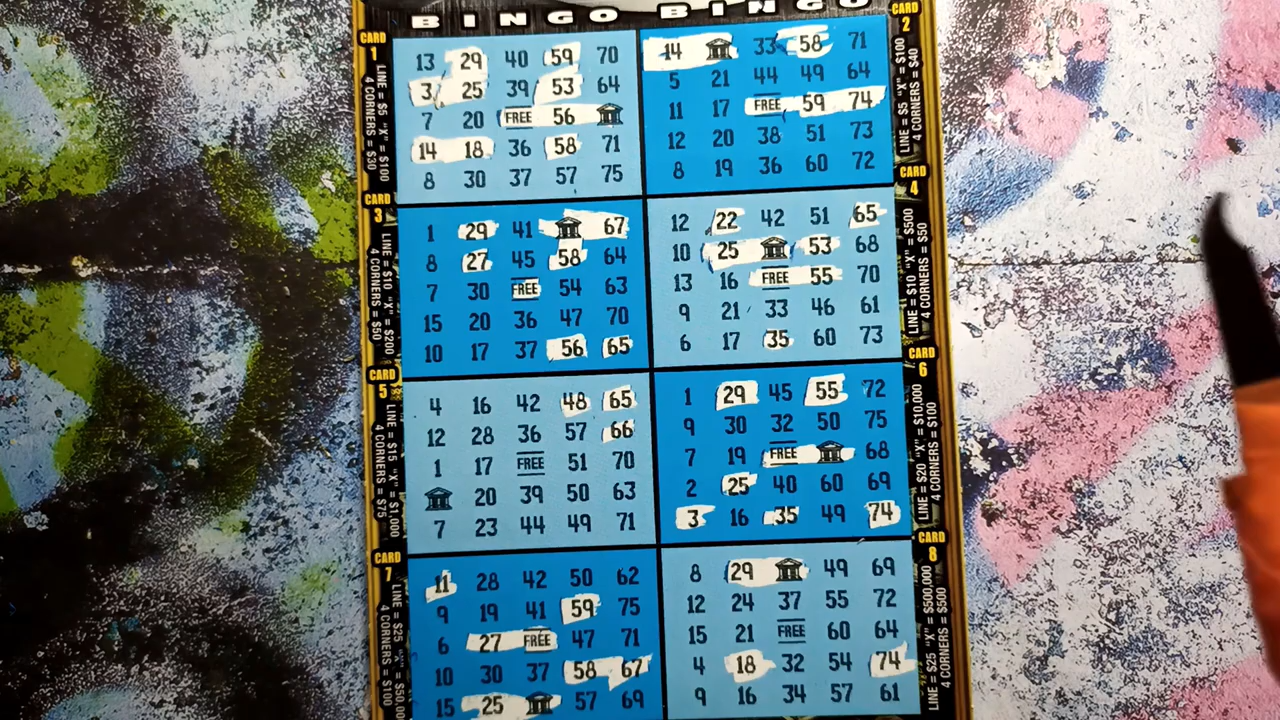 BINGO BINGO
CARD 1
LINE = $5 "X" = $100
4 CORNERS = $30
13 29 40 59 70
3 25 39 53 64
7 20 FREE 56
14 18 36 58 71
8 30 37 57 75
CARD 2
LINE = $5 "X" = $100
4 CORNERS = $40
14 33 58 71
5 21 44 49 64
11 17 FREE 59 74
12 20 38 51 73
8 19 36 60 72
CARD 3
LINE = $10 "X" = $200
4 CORNERS = $50
1 29 41 67
8 27 45 58 64
7 30 FREE 54 63
15 20 36 47 70
10 17 37 56 65
CARD 4
LINE = $10 "X" = $500
4 CORNERS = $50
12 22 42 51 65
10 25 53 68
13 16 FREE 55 70
9 21 33 46 61
6 17 35 60 73
CARD 5
LINE = $15 "X" = $1,000
4 CORNERS = $75
4 16 42 48 65
12 28 36 57 66
1 17 FREE 51 70
20 39 50 63
7 23 44 49 71
CARD 6
LINE = $20 "X" = $10,000
4 CORNERS = $100
1 29 45 55 72
9 30 32 50 75
7 19 FREE 68
2 25 40 60 69
3 16 35 49 74
CARD 7
LINE = $25 "X" = $50,00
4 CORNERS = $100
11 28 42 50 62
9 19 41 59 75
6 27 FREE 47 71
10 30 37 58 67
15 25 57 69
CARD 8
LINE = $25 "X" = $500,000
4 CORNERS = $500
8 29 49 69
12 24 37 55 72
15 21 FREE 60 64
4 18 32 54 74
9 16 34 57 61